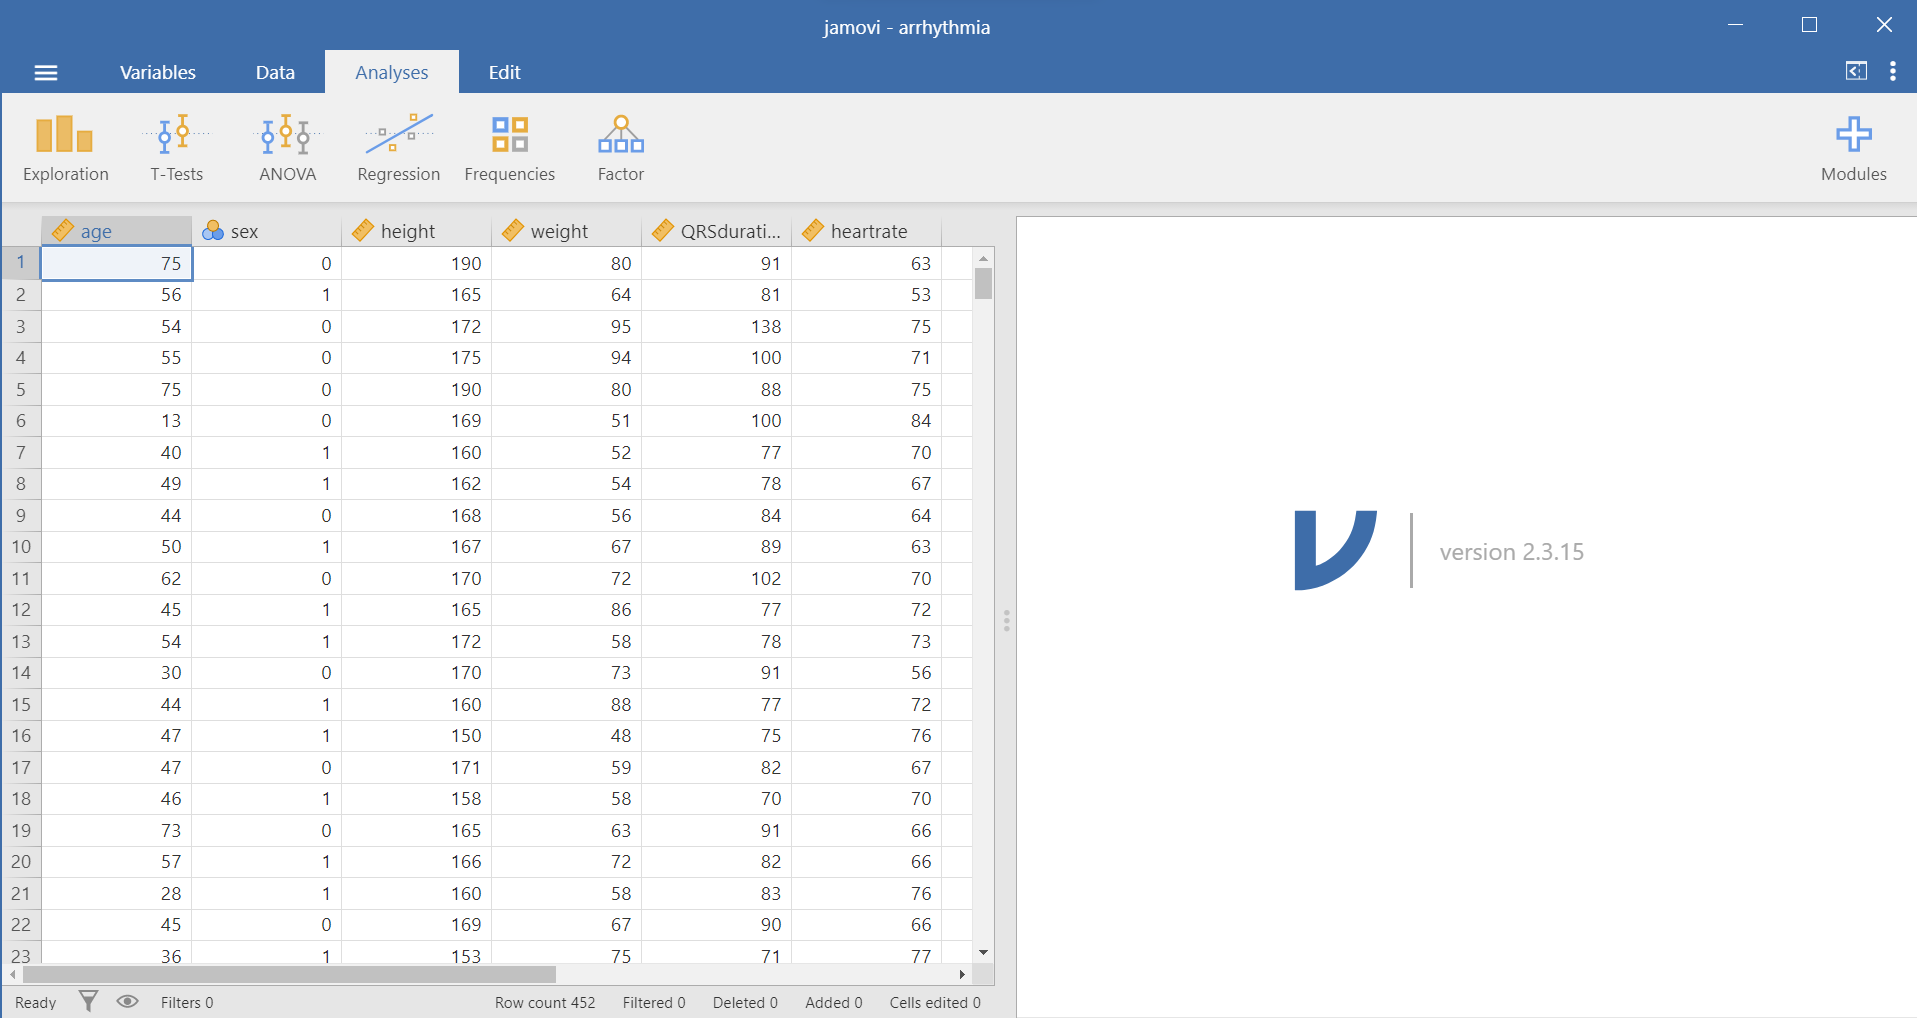 jamovi - arrhythmia
Variables Data Analyses Edit
Exploration T-Tests ANOVA Regression Frequencies Factor Modules
age sex height weight QRSdurati... heartrate
1 75 0 190 80 91 63
2 56 1 165 64 81 53
3 54 0 172 95 138 75
4 55 0 175 94 100 71
5 75 0 190 80 88 75
6 13 0 169 51 100 84
7 40 1 160 52 77 70
8 49 1 162 54 78 67
9 44 0 168 56 84 64
10 50 1 167 67 89 63
11 62 0 170 72 102 70
12 45 1 165 86 77 72
13 54 1 172 58 78 73
14 30 0 170 73 91 56
15 44 1 160 88 77 72
16 47 1 150 48 75 76
17 47 0 171 59 82 67
18 46 1 158 58 70 70
19 73 0 165 63 91 66
20 57 1 166 72 82 66
21 28 1 160 58 83 76
22 45 0 169 67 90 66
23 36 1 153 75 71 77
version 2.3.15
Ready Filters 0 Row count 452 Filtered 0 Deleted 0 Added 0 Cells edited 0